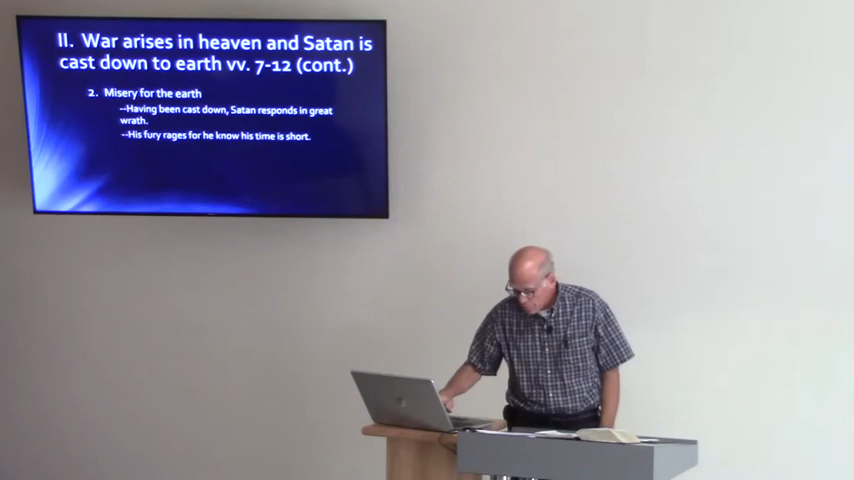 II. War arises in heaven and Satan is
cast down to earth vv. 7-12 (cont.)
2. Misery for the earth
--Having been cast down, Satan responds in great
wrath.
--His fury rages for he know his time is short.